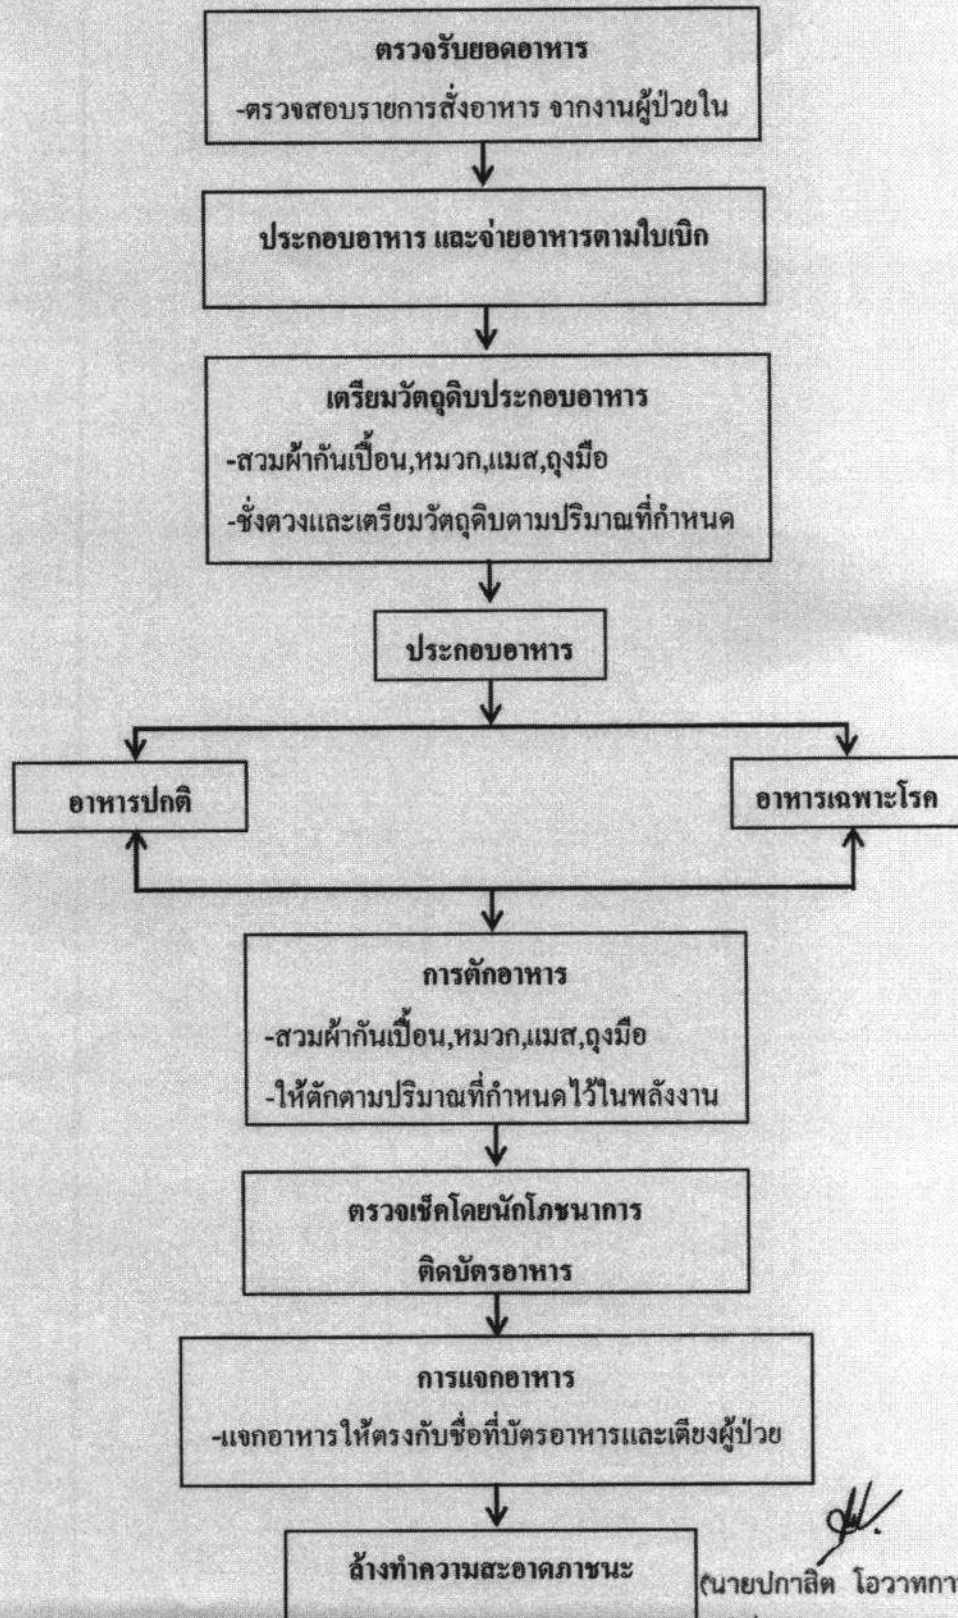 ตรวจรับยอดอาหาร
-ตรวจสอบรายการสั่งอาหาร จากงานผู้ป่วยใน
ประกอบอาหาร และจ่ายอาหารตามใบเบิก
เตรียมวัตถุดิบประกอบอาหาร
-สวมผ้ากันเปื้อน,หมวก,แมส,ถุงมือ
-ชั่งตวงและเตรียมวัตถุดิบตามปริมาณที่กำหนด
ประกอบอาหาร
อาหารปกติ
อาหารเฉพาะโรค
การตักอาหาร
-สวมผ้ากันเปื้อน,หมวก,แมส,ถุงมือ
-ให้ตักตามปริมาณที่กำหนดไว้ในพลังงาน
ตรวจเช็คโดยนักโภชนาการ
ติดบัตรอาหาร
การแจกอาหาร
-แจกอาหารให้ตรงกับชื่อที่บัตรอาหารและเตียงผู้ป่วย
ล้างทำความสะอาดภาชนะ
(นายปกาสิต โอวาทกา